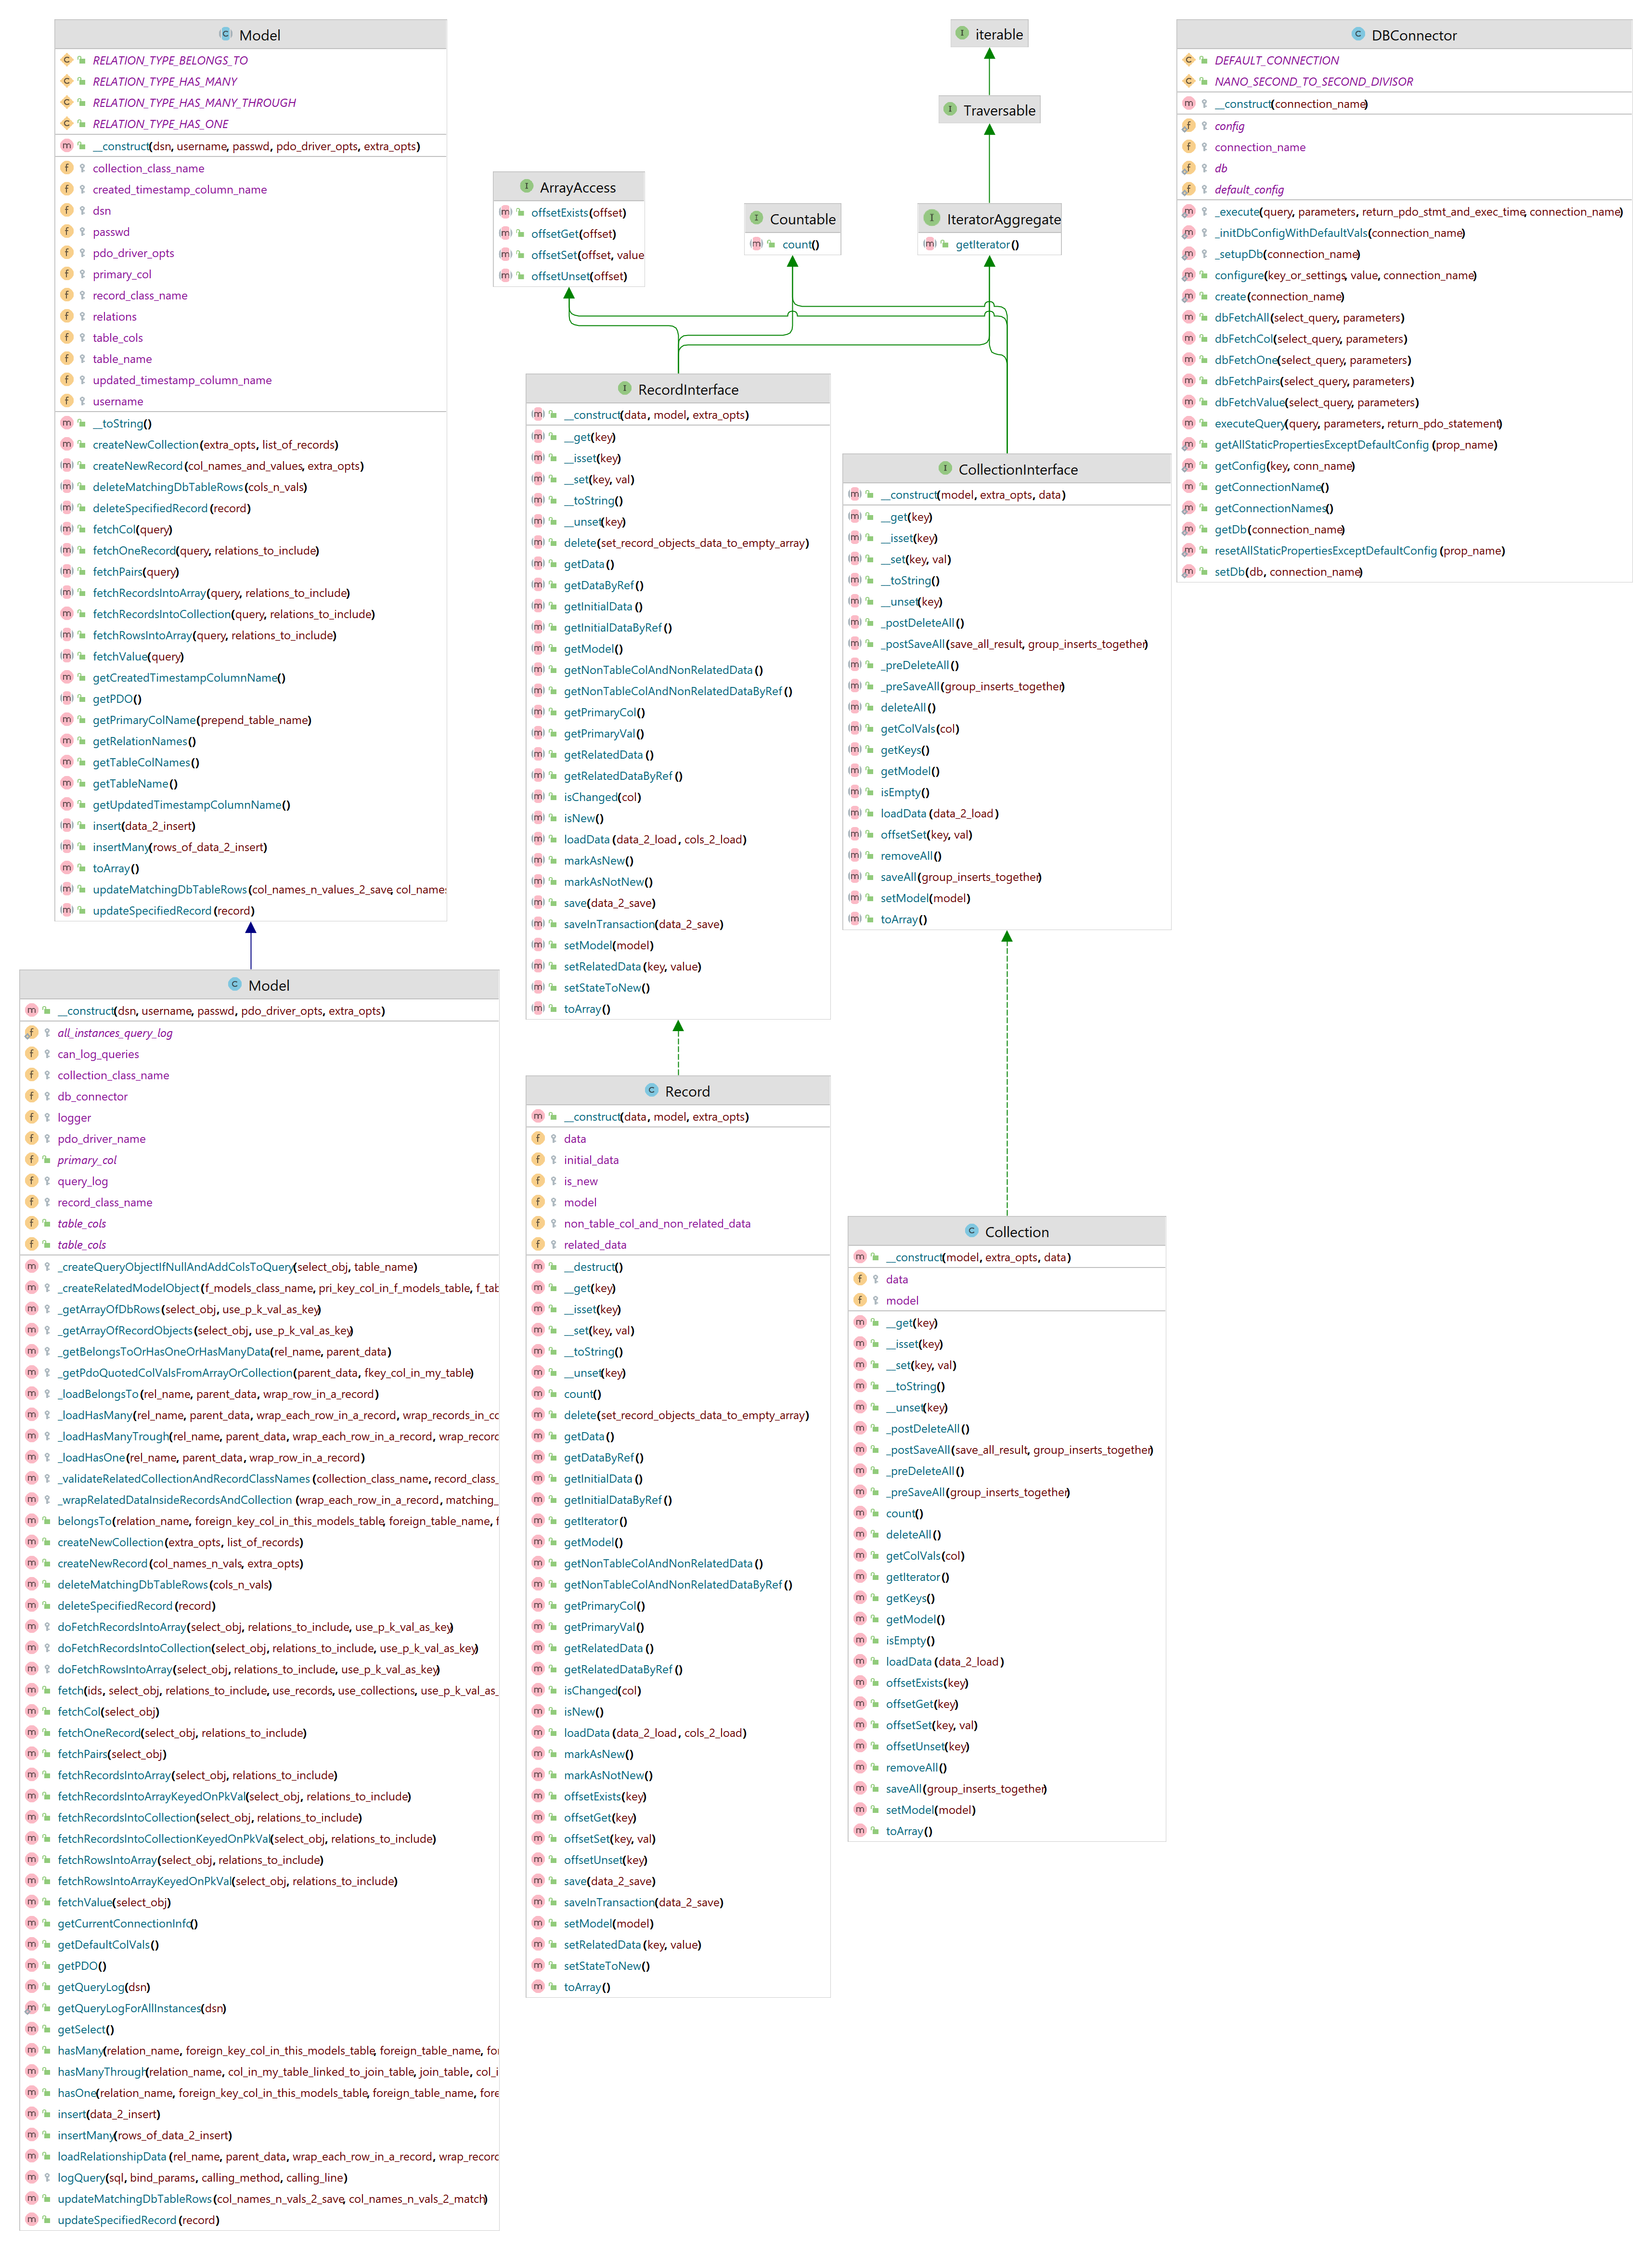 Model
RELATION_TYPE_BELONGS_TO
RELATION_TYPE_HAS_MANY
RELATION_TYPE_HAS_MANY_THROUGH
RELATION_TYPE_HAS_ONE
__construct(dsn, username, passwd, pdo_driver_opts, extra_opts)
collection_class_name
created_timestamp_column_name
dsn
passwd
pdo_driver_opts
primary_col
record_class_name
relations
table_cols
table_name
updated_timestamp_column_name
username
__toString()
createNewCollection(extra_opts, list_of_records)
createNewRecord(col_names_and_values, extra_opts)
deleteMatchingDbTableRows(cols_n_vals)
deleteSpecifiedRecord(record)
fetchCol(query)
fetchOneRecord(query, relations_to_include)
fetchPairs(query)
fetchRecordsIntoArray(query, relations_to_include)
fetchRecordsIntoCollection(query, relations_to_include)
fetchRowsIntoArray(query, relations_to_include)
fetchValue(query)
getCreatedTimestampColumnName()
getPDO()
getPrimaryColName(prepend_table_name)
getRelationNames()
getTableColNames()
getTableName()
getUpdatedTimestampColumnName()
insert(data_2_insert)
insertMany(rows_of_data_2_insert)
toArray()
updateMatchingDbTableRows(col_names_n_values_2_save, col_name
updateSpecifiedRecord(record)
Model
__construct(dsn, username, passwd, pdo_driver_opts, extra_opts)
all_instances_query_log
can_log_queries
collection_class_name
db_connector
logger
pdo_driver_name
primary_col
query_log
record_class_name
table_cols
table_cols
_createQueryObjectIfNullAndAddColsToQuery(select_obj, table_name)
_createRelatedModelObject(f_models_class_name, pri_key_col_in_f_models_table, f_tab
_getArrayOfDbRows(select_obj, use_p_k_val_as_key)
_getArrayOfRecordObjects(select_obj, use_p_k_val_as_key)
_getBelongsToOrHasOneOrHasManyData(rel_name, parent_data)
_getPdoQuotedColValsFromArrayOrCollection(parent_data, fkey_col_in_my_table)
_loadBelongsTo(rel_name, parent_data, wrap_row_in_a_record)
_loadHasMany(rel_name, parent_data, wrap_each_row_in_a_record, wrap_records_in_cc
_loadHasManyTrough(rel_name, parent_data, wrap_each_row_in_a_record, wrap_record
_loadHasOne(rel_name, parent_data, wrap_row_in_a_record)
_validateRelatedCollectionAndRecordClassNames(collection_class_name, record_class_
_wrapRelatedDataInsideRecordsAndCollection(wrap_each_row_in_a_record, matching_
belongsTo(relation_name, foreign_key_col_in_this_models_table, foreign_table_name, f
createNewCollection(extra_opts, list_of_records)
createNewRecord(col_names_n_vals, extra_opts)
deleteMatchingDbTableRows(cols_n_vals)
deleteSpecifiedRecord(record)
doFetchRecordsIntoArray(select_obj, relations_to_include, use_p_k_val_as_key)
doFetchRecordsIntoCollection(select_obj, relations_to_include, use_p_k_val_as_key)
doFetchRowsIntoArray(select_obj, relations_to_include, use_p_k_val_as_key)
fetch(ids, select_obj, relations_to_include, use_records, use_collections, use_p_k_val_as_
fetchCol(select_obj)
fetchOneRecord(select_obj, relations_to_include)
fetchPairs(select_obj)
fetchRecordsIntoArray(select_obj, relations_to_include)
fetchRecordsIntoArrayKeyedOnPkVal(select_obj, relations_to_include)
fetchRecordsIntoCollection(select_obj, relations_to_include)
fetchRecordsIntoCollectionKeyedOnPkVal(select_obj, relations_to_include)
fetchRowsIntoArray(select_obj, relations_to_include)
fetchRowsIntoArrayKeyedOnPkVal(select_obj, relations_to_include)
fetchValue(select_obj)
getCurrentConnectionInfo()
getDefaultColVals()
getPDO()
getQueryLog(dsn)
getQueryLogForAllInstances(dsn)
getSelect()
hasMany(relation_name, foreign_key_col_in_this_models_table, foreign_table_name, fo
hasManyThrough(relation_name, col_in_my_table_linked_to_join_table, join_table, col_i
hasOne(relation_name, foreign_key_col_in_this_models_table, foreign_table_name, fore
insert(data_2_insert)
insertMany(rows_of_data_2_insert)
loadRelationshipData(rel_name, parent_data, wrap_each_row_in_a_record, wrap_recorc
logQuery(sql, bind_params, calling_method, calling_line)
updateMatchingDbTableRows(col_names_n_vals_2_save, col_names_n_vals_2_match)
updateSpecifiedRecord(record)
iterable
Traversable
ArrayAccess
offsetExists(offset)
offsetGet(offset)
offsetSet(offset, value
offsetUnset(offset)
Countable
count()
IteratorAggregate
getIterator()
RecordInterface
__construct(data, model, extra_opts)
__get(key)
__isset(key)
__set(key, val)
__toString()
__unset(key)
delete(set_record_objects_data_to_empty_array)
getData()
getDataByRef()
getInitialData()
getInitialDataByRef()
getModel()
getNonTableColAndNonRelatedData()
getNonTableColAndNonRelatedDataByRef()
getPrimaryCol()
getPrimaryVal()
getRelatedData()
getRelatedDataByRef()
isChanged(col)
isNew()
loadData(data_2_load, cols_2_load)
markAsNew()
markAsNotNew()
save(data_2_save)
saveInTransaction(data_2_save)
setModel(model)
setRelatedData(key, value)
setStateToNew()
toArray()
Record
__construct(data, model, extra_opts)
data
initial_data
is_new
model
non_table_col_and_non_related_data
related_data
__destruct()
__get(key)
__isset(key)
__set(key, val)
__toString()
__unset(key)
count()
delete(set_record_objects_data_to_empty_array)
getData()
getDataByRef()
getInitialData()
getInitialDataByRef()
getIterator()
getModel()
getNonTableColAndNonRelatedData()
getNonTableColAndNonRelatedDataByRef()
getPrimaryCol()
getPrimaryVal()
getRelatedData()
getRelatedDataByRef()
isChanged(col)
isNew()
loadData(data_2_load, cols_2_load)
markAsNew()
markAsNotNew()
offsetExists(key)
offsetGet(key)
offsetSet(key, val)
offsetUnset(key)
save(data_2_save)
saveInTransaction(data_2_save)
setModel(model)
setRelatedData(key, value)
setStateToNew()
toArray()
CollectionInterface
__construct(model, extra_opts, data)
__get(key)
__isset(key)
__set(key, val)
__toString()
__unset(key)
_postDeleteAll()
_postSaveAll(save_all_result, group_inserts_together)
_preDeleteAll()
_preSaveAll(group_inserts_together)
deleteAll()
getColVals(col)
getKeys()
getModel()
isEmpty()
loadData(data_2_load)
offsetSet(key, val)
removeAll()
saveAll(group_inserts_together)
setModel(model)
toArray()
Collection
__construct(model, extra_opts, data)
data
model
__get(key)
__isset(key)
__set(key, val)
__toString()
__unset(key)
_postDeleteAll()
_postSaveAll(save_all_result, group_inserts_together)
_preDeleteAll()
_preSaveAll(group_inserts_together)
count()
deleteAll()
getColVals(col)
getIterator()
getKeys()
getModel()
isEmpty()
loadData(data_2_load)
offsetExists(key)
offsetGet(key)
offsetSet(key, val)
offsetUnset(key)
removeAll()
saveAll(group_inserts_together)
setModel(model)
toArray()
DBConnector
DEFAULT_CONNECTION
NANO_SECOND_TO_SECOND_DIVISOR
__construct(connection_name)
config
connection_name
db
default_config
_execute(query, parameters, return_pdo_stmt_and_exec_time, connection_name)
_initDbConfigWithDefaultVals(connection_name)
_setupDb(connection_name)
configure(key_or_settings, value, connection_name)
create(connection_name)
dbFetchAll(select_query, parameters)
dbFetchCol(select_query, parameters)
dbFetchOne(select_query, parameters)
dbFetchPairs(select_query, parameters)
dbFetchValue(select_query, parameters)
executeQuery(query, parameters, return_pdo_statement)
getAllStaticPropertiesExceptDefaultConfig(prop_name)
getConfig(key, conn_name)
getConnectionName()
getConnectionNames()
getDb(connection_name)
resetAllStaticPropertiesExceptDefaultConfig(prop_name)
setDb(db, connection_name)